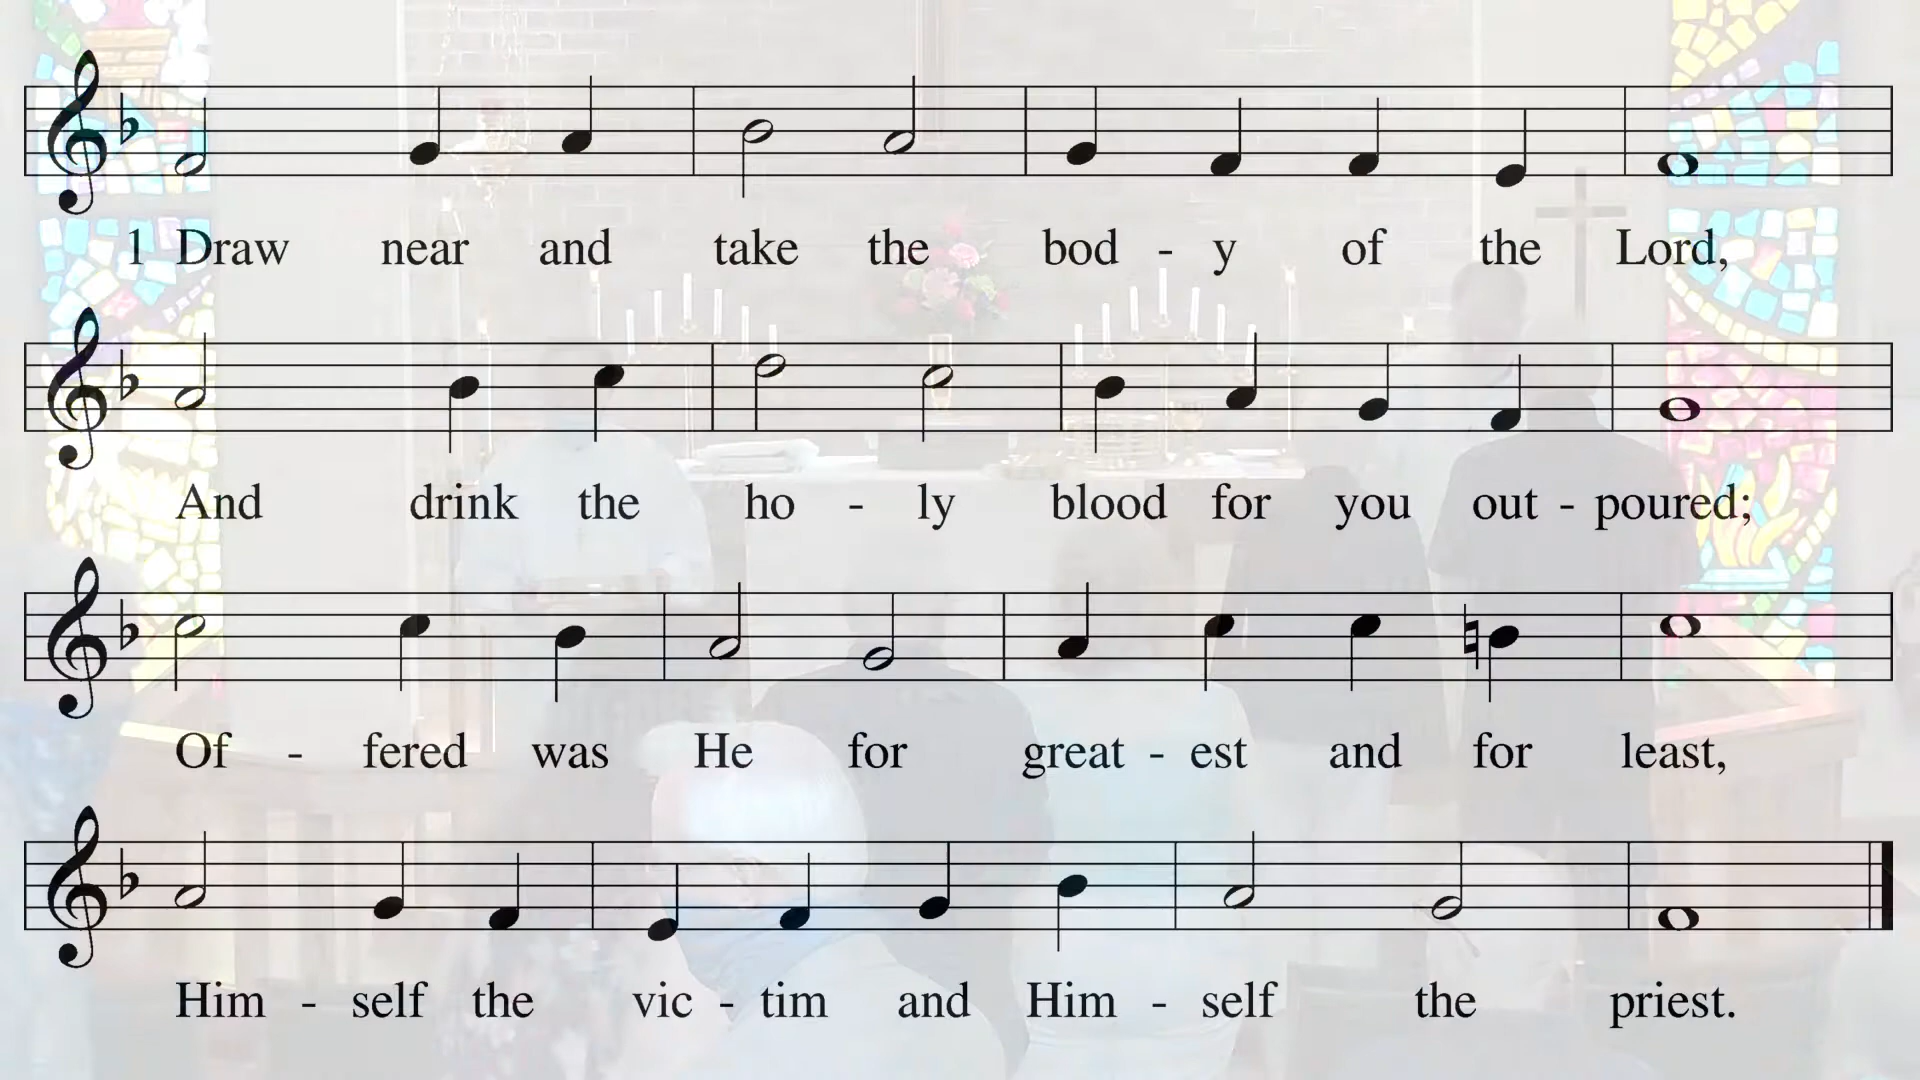 1 Draw near and take the bod - y of the Lord,
And drink the ho - ly blood for you out - poured;
Of - fered was He for great - est and for least,
Him - self the vic - tim and Him - self the priest.